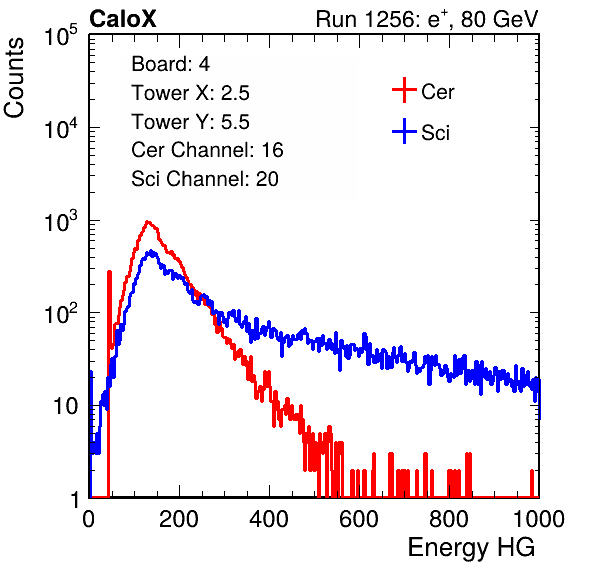 CaloX Run 1256: e⁺, 80 GeV
Counts
10⁵
10⁴
10³
10²
10
1
Board: 4
Tower X: 2.5
Tower Y: 5.5
Cer Channel: 16
Sci Channel: 20
Cer
Sci
0 200 400 600 800 1000
Energy HG